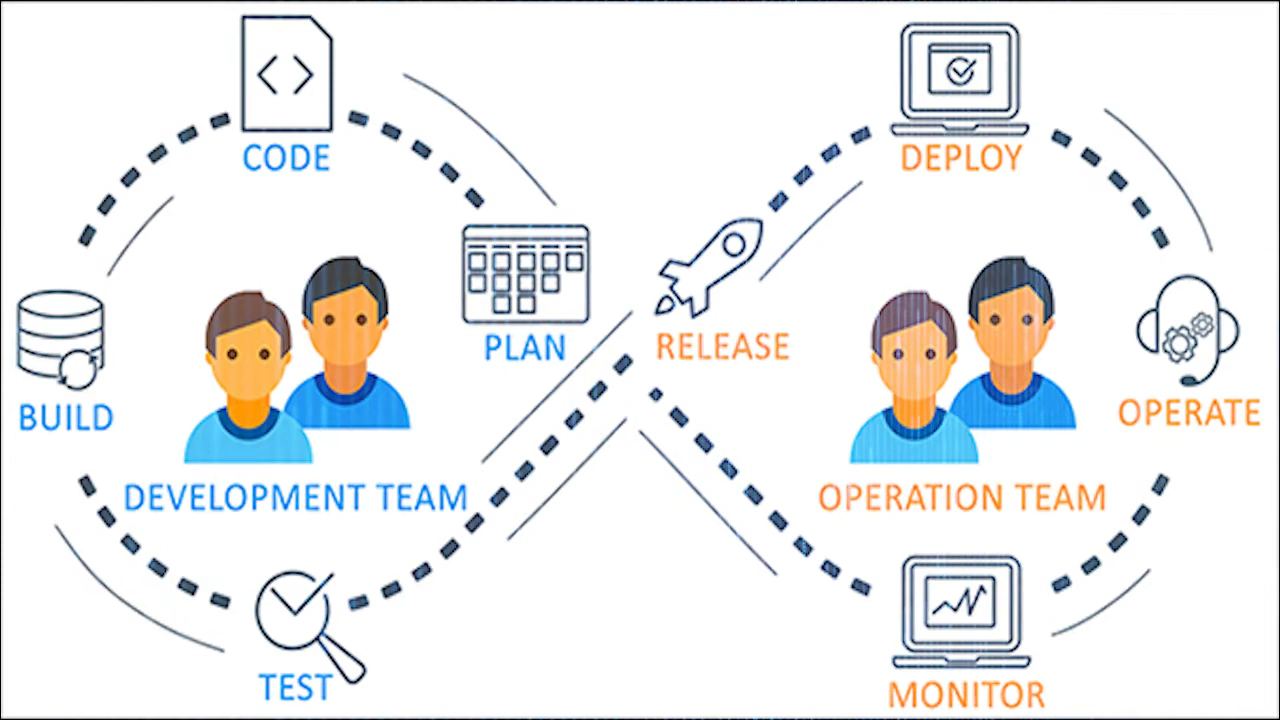 CODE
DEPLOY
PLAN
RELEASE
BUILD
OPERATE
DEVELOPMENT TEAM
OPERATION TEAM
TEST
MONITOR